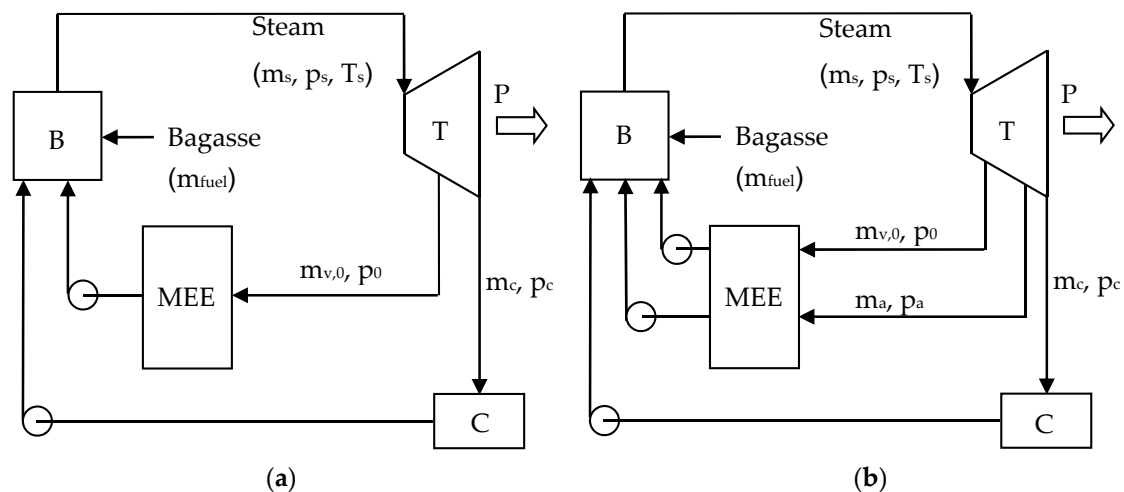 Steam
(ms, ps, Ts)
P
B
T
Bagasse
(mfuel)
mv,0, p0
mc, pc
MEE
C
(a)
Steam
(ms, ps, Ts)
P
B
T
Bagasse
(mfuel)
mv,0, p0
mc, pc
MEE
ma, pa
C
(b)